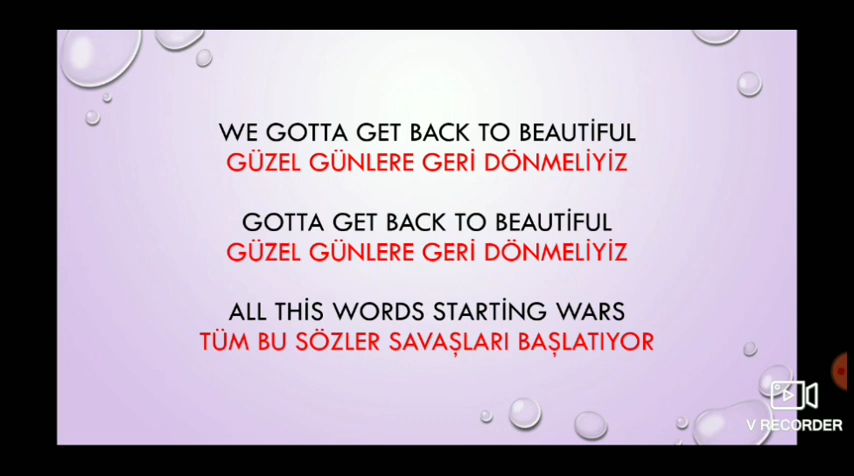 WE GOTTA GET BACK TO BEAUTİFUL
GÜZEL GÜNLERE GERİ DÖNMELİYİZ
GOTTA GET BACK TO BEAUTİFUL
GÜZEL GÜNLERE GERİ DÖNMELİYİZ
ALL THİS WORDS STARTİNG WARS
TÜM BU SÖZLER SAVAŞLARI BAŞLATIYOR
V RECORDER